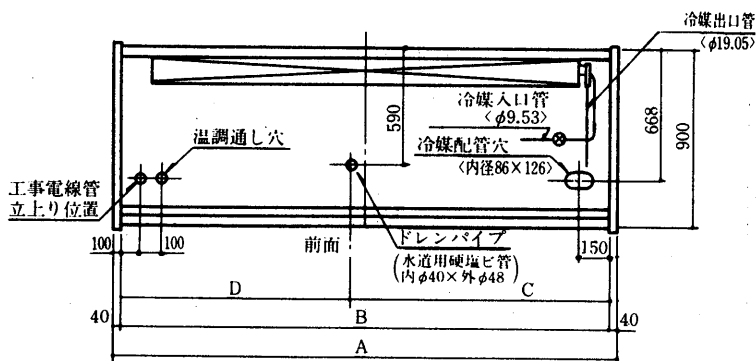 冷媒出口管
〈φ19.05〉
冷媒入口管
〈φ9.53〉
590
668
900
温調通し穴
冷媒配管穴
〈内径86×126〉
工事電線管
立上り位置
100
100
前面
ドレンパイプ
(水道用硬塩ビ管
内φ40×外φ48)
150
D
C
40
B
40
A